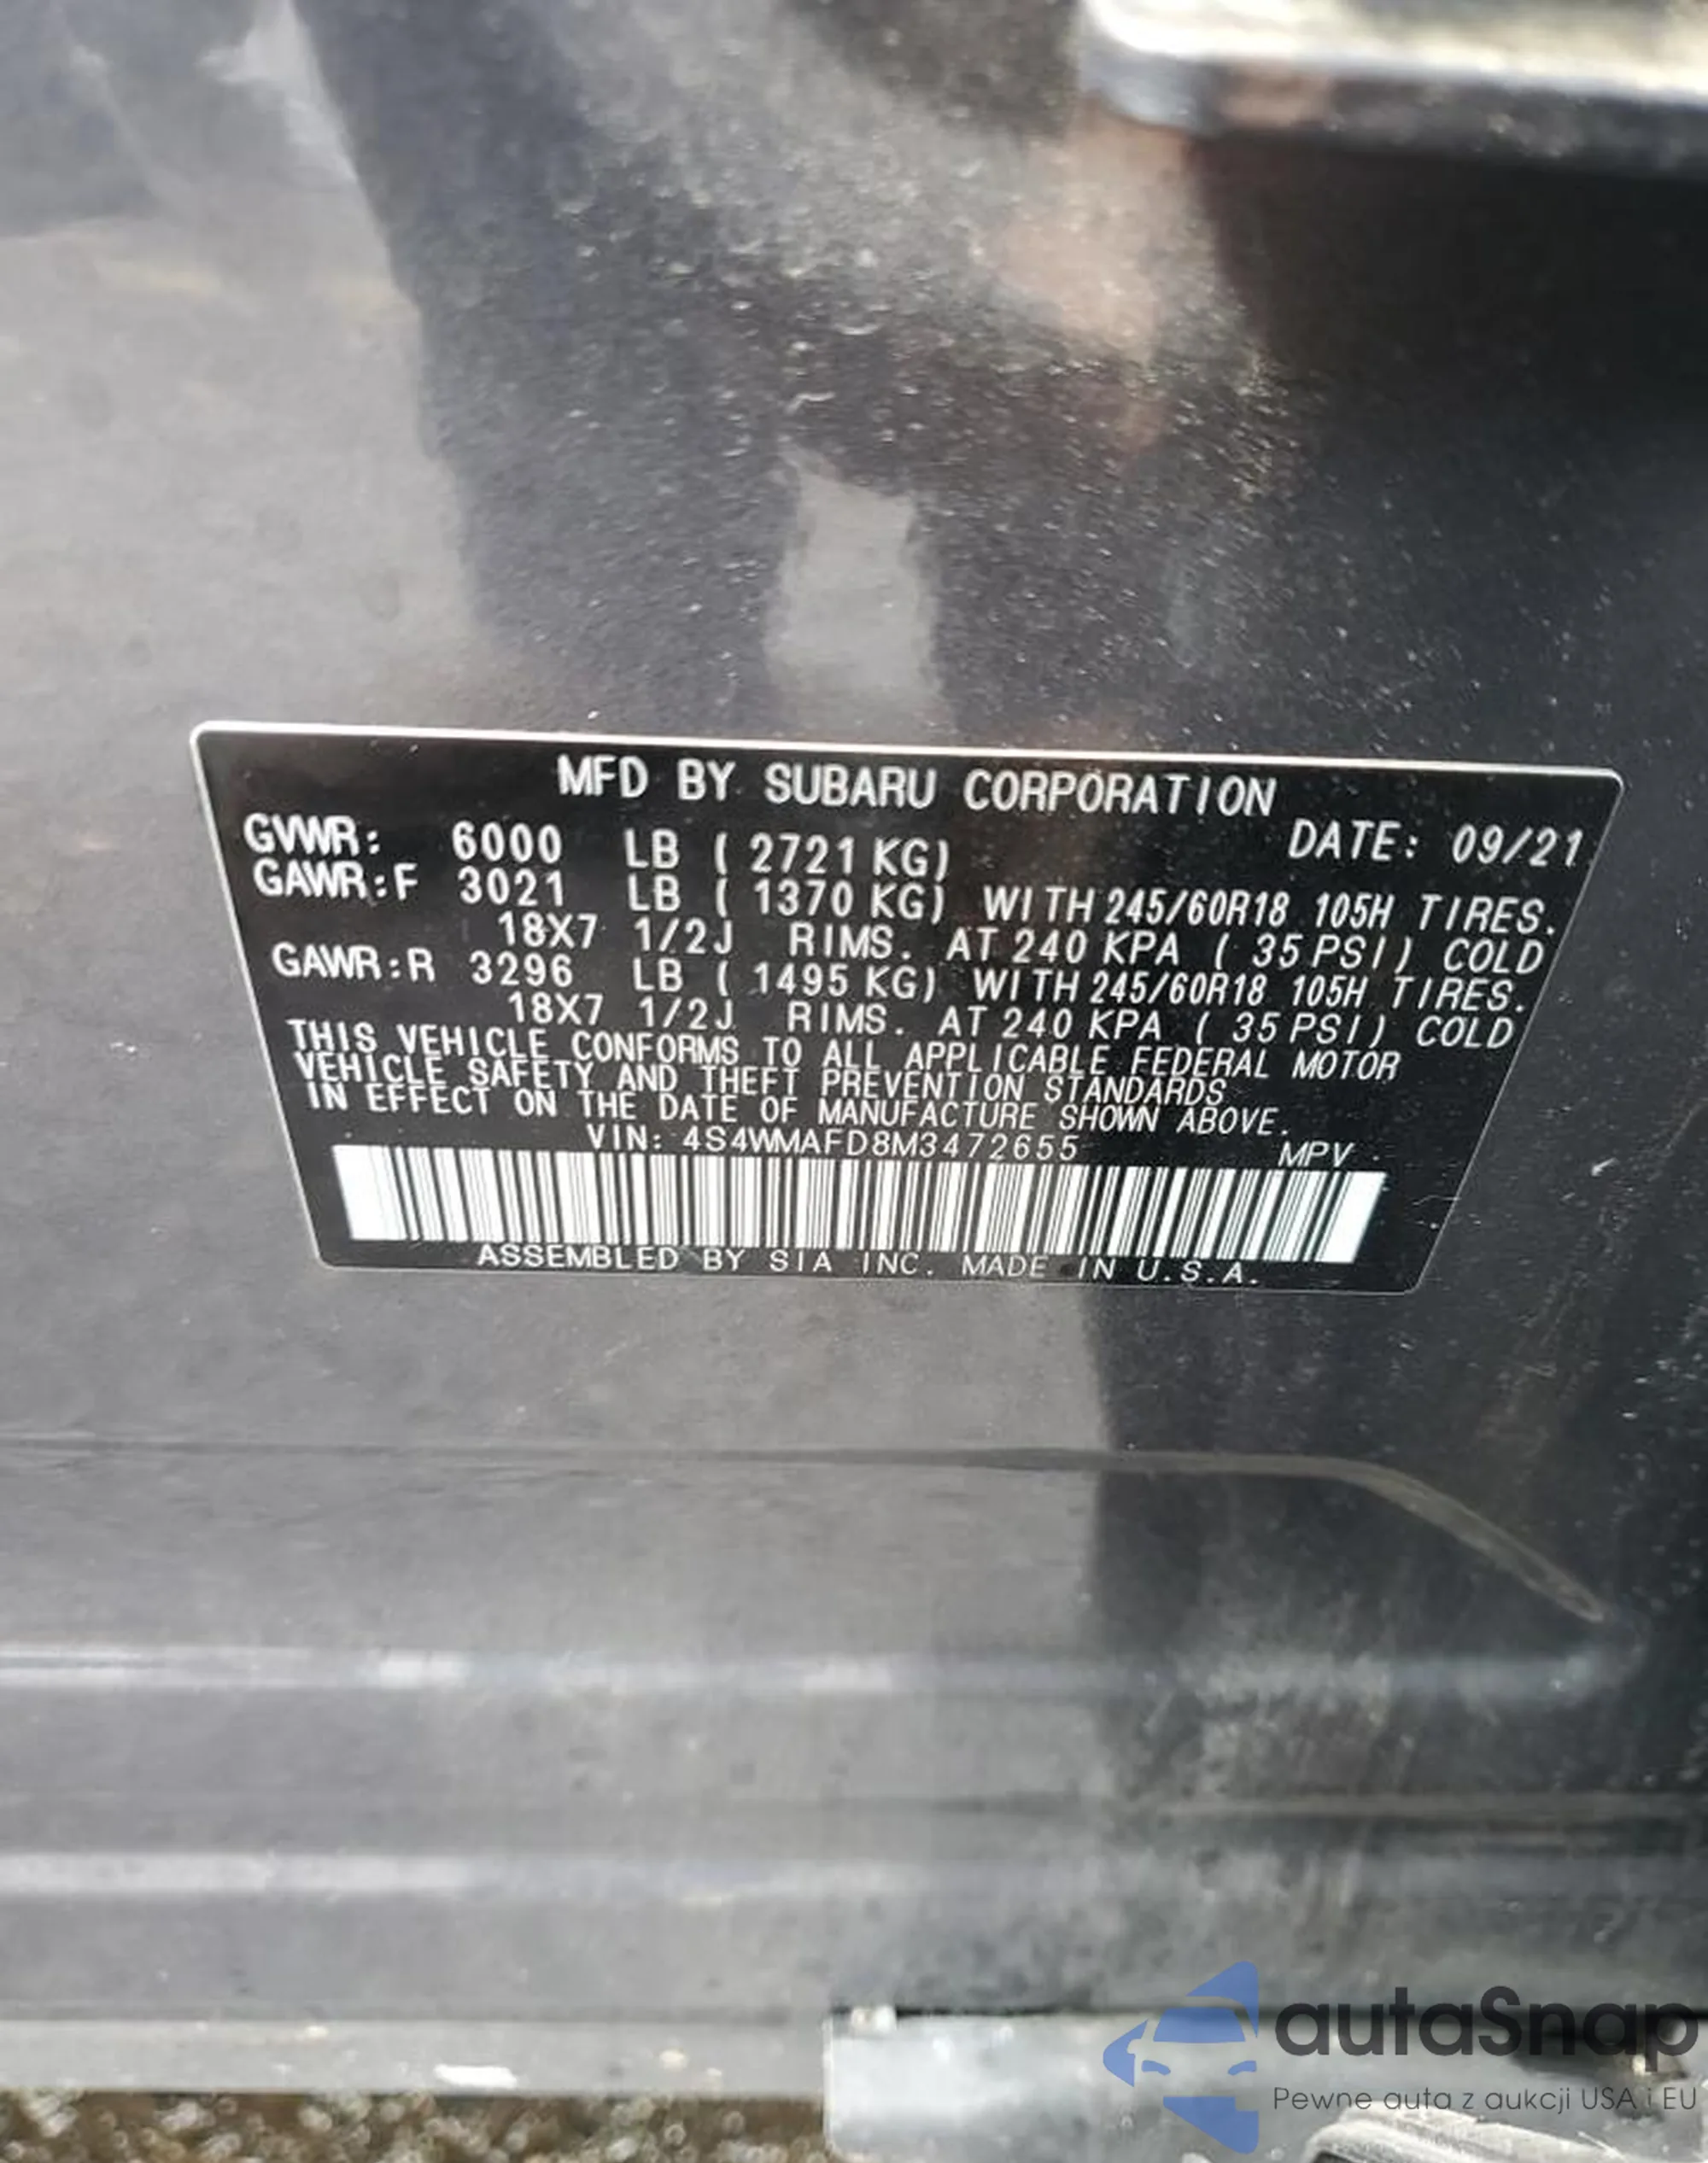 MFD BY SUBARU CORPORATION
DATE: 09/21
GVWR: 6000 LB ( 2721 KG)
GAWR:F 3021 LB ( 1370 KG) WITH 245/60R18 105H TIRES.
18X7 1/2J RIMS. AT 240 KPA ( 35 PSI) COLD
GAWR:R 3296 LB ( 1495 KG) WITH 245/60R18 105H TIRES.
18X7 1/2J RIMS. AT 240 KPA ( 35 PSI) COLD
THIS VEHICLE CONFORMS TO ALL APPLICABLE FEDERAL MOTOR
VEHICLE SAFETY AND THEFT PREVENTION STANDARDS
IN EFFECT ON THE DATE OF MANUFACTURE SHOWN ABOVE.
VIN: 4S4WMAFD8M3472655 MPV
ASSEMBLED BY SIA INC. MADE IN U.S.A.
autaSnap
Pewne auta z aukcji USA i EU